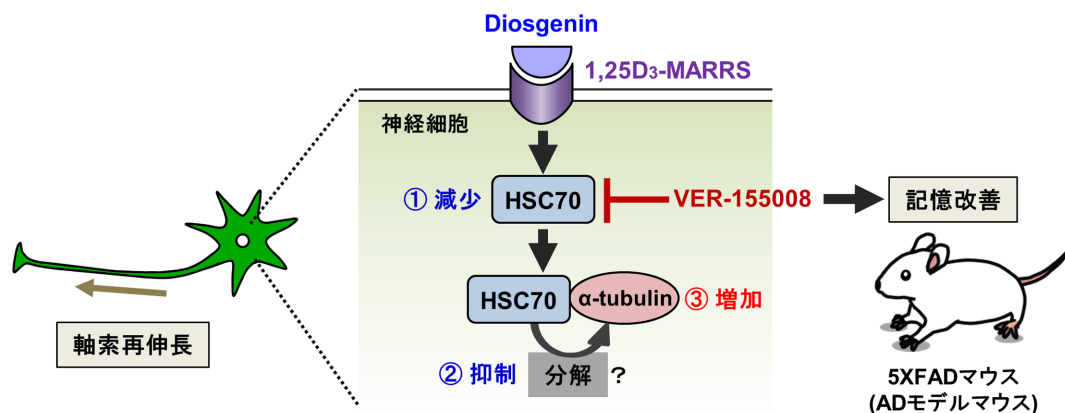 Diosgenin
1,25D₃-MARRS
神経細胞
① 減少
HSC70
VER-155008
記憶改善
HSC70
α-tubulin
③ 増加
② 抑制
分解
?
軸索再伸長
5XFADマウス
(ADモデルマウス)